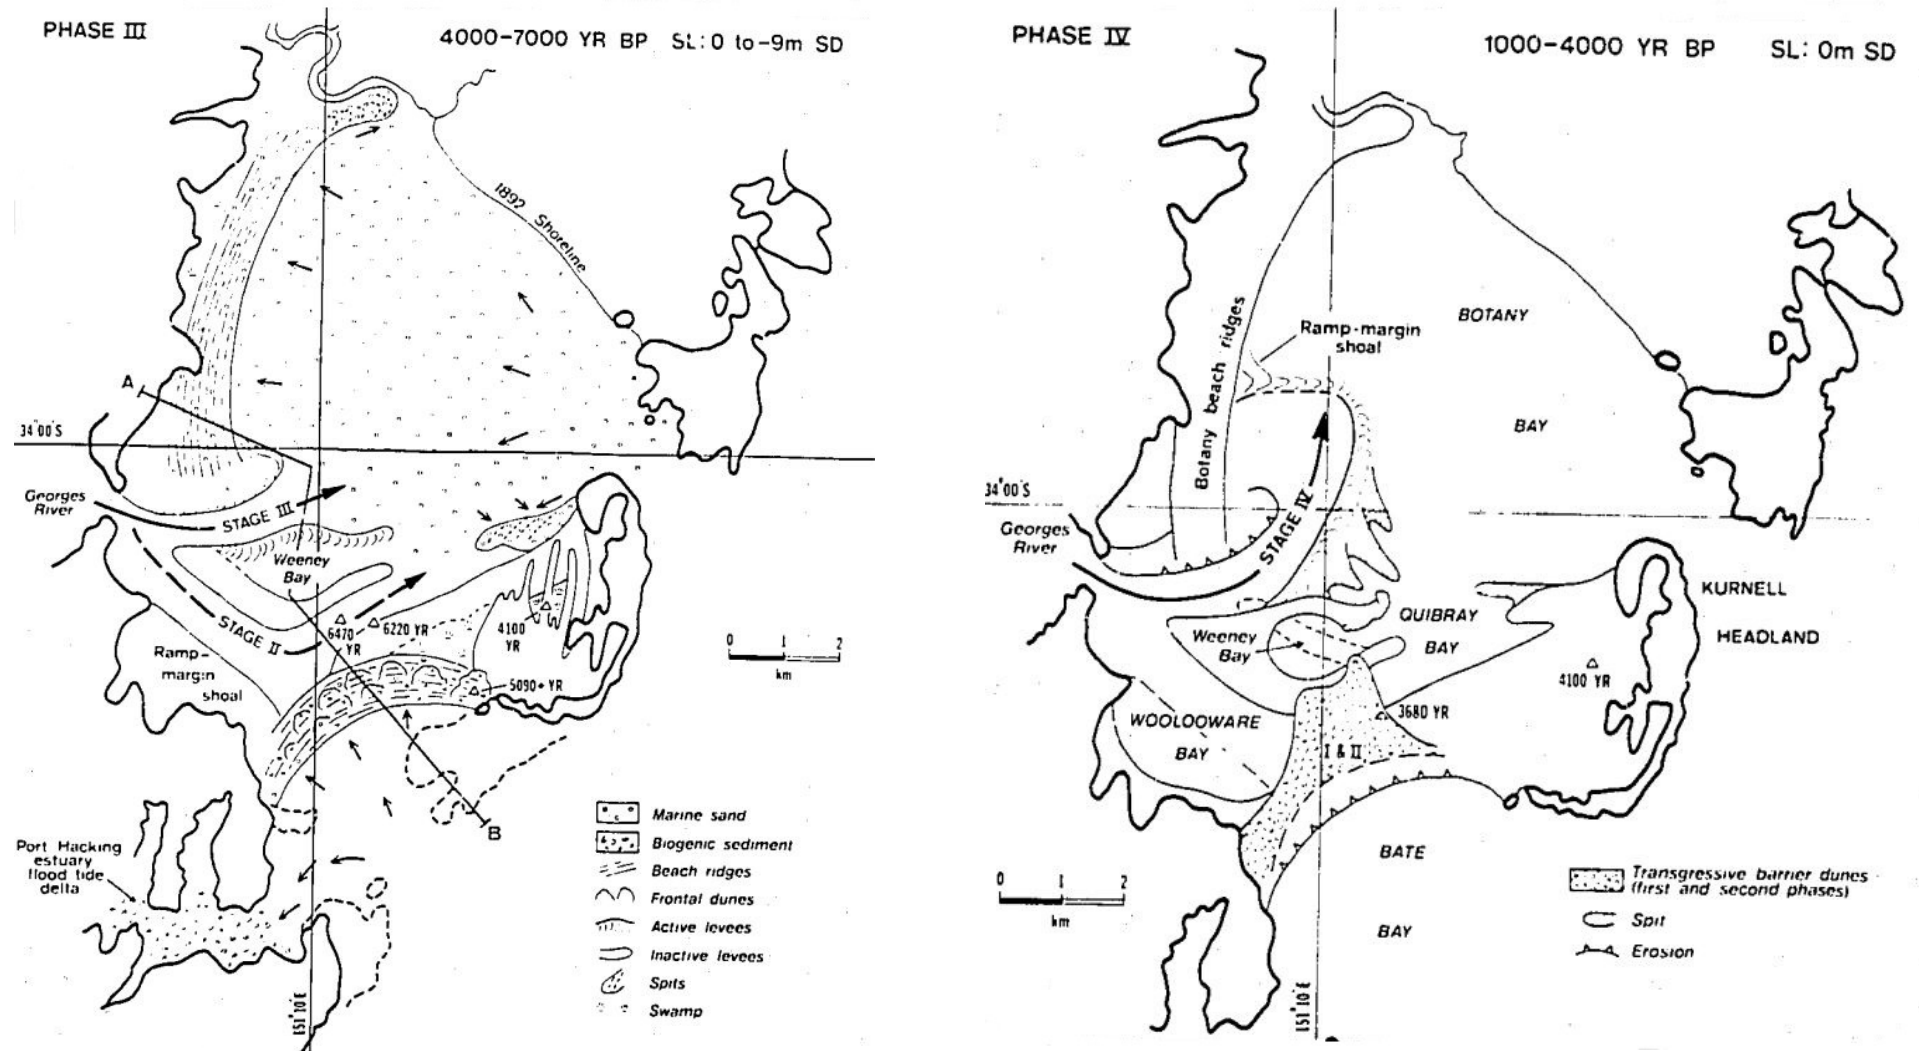 PHASE III
4000-7000 YR BP SL: 0 to -9m SD
1892 Shoreline
A
34°00'S
Georges
River
STAGE III
Weeney
Bay
STAGE II
6470
YR
6220 YR
4100
YR
5090+ YR
Ramp-
margin
shoal
0 1 2
km
B
Port Hacking
estuary
flood tide
delta
151°10'E
Marine sand
Biogenic sediment
Beach ridges
Frontal dunes
Active levees
Inactive levees
Spits
Swamp
PHASE IV
1000-4000 YR BP SL: 0m SD
Botany beach ridges
Ramp-margin
shoal
BOTANY
BAY
34°00'S
Georges
River
STAGE IV
QUIBRAY
BAY
Weeney
Bay
KURNELL
HEADLAND
4100 YR
3680 YR
WOOLOOWARE
BAY
I & II
BATE
BAY
0 1 2
km
151°10'E
Transgressive barrier dunes
(first and second phases)
Spit
Erosion